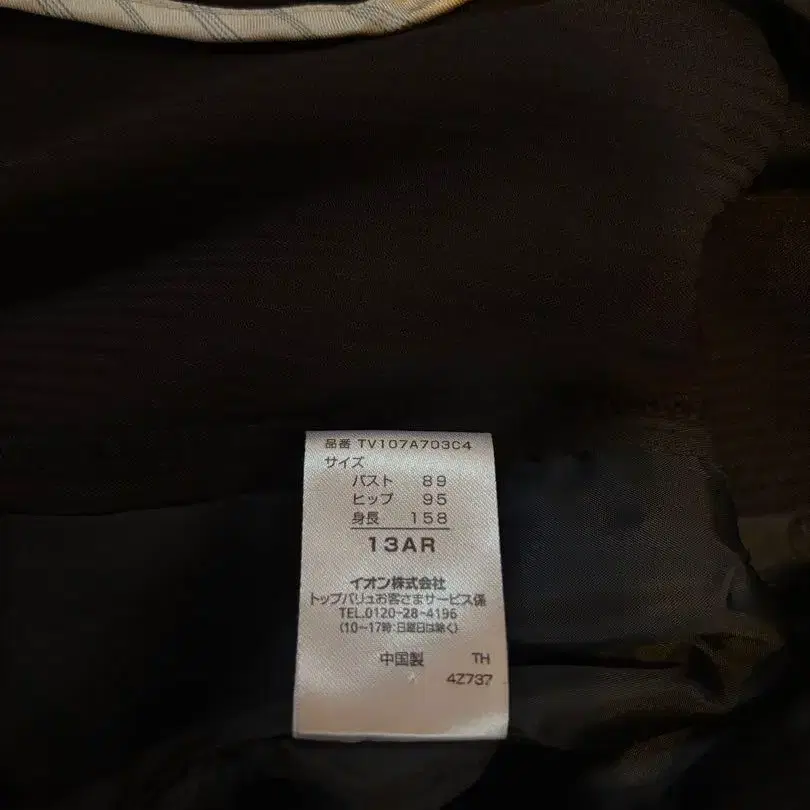 品番 TV107A703C4
サイズ
バスト 89
ヒップ 95
身長 158
13AR
イオン株式会社
トップバリュお客さまサービス係
TEL.0120-28-4196
(10~17時:日曜日は除く)
中国製 TH
4Z737